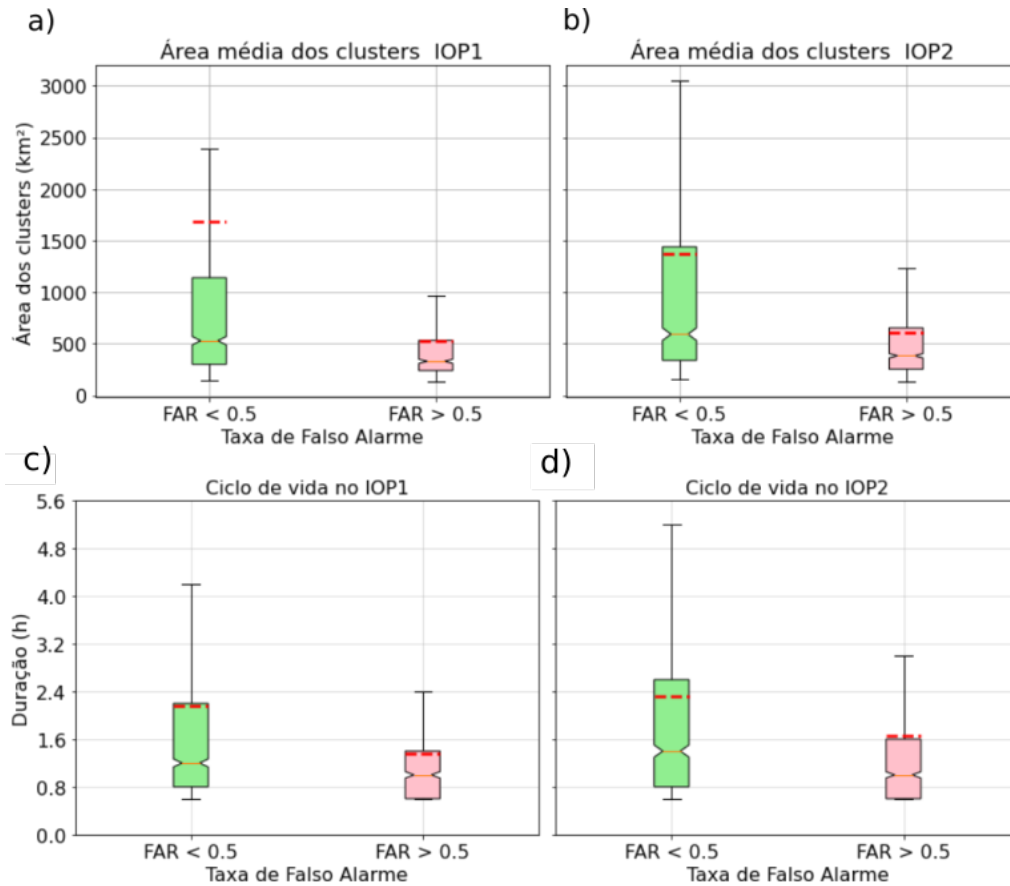 a)
Área média dos clusters  IOP1
Área dos clusters (km²)
3000
2500
2000
1500
1000
500
0
FAR < 0.5
FAR > 0.5
Taxa de Falso Alarme
b)
Área média dos clusters  IOP2
FAR < 0.5
FAR > 0.5
Taxa de Falso Alarme
c)
Ciclo de vida no IOP1
Duração (h)
5.6
4.8
4.0
3.2
2.4
1.6
0.8
0.0
FAR < 0.5
FAR > 0.5
Taxa de Falso Alarme
d)
Ciclo de vida no IOP2
FAR < 0.5
FAR > 0.5
Taxa de Falso Alarme